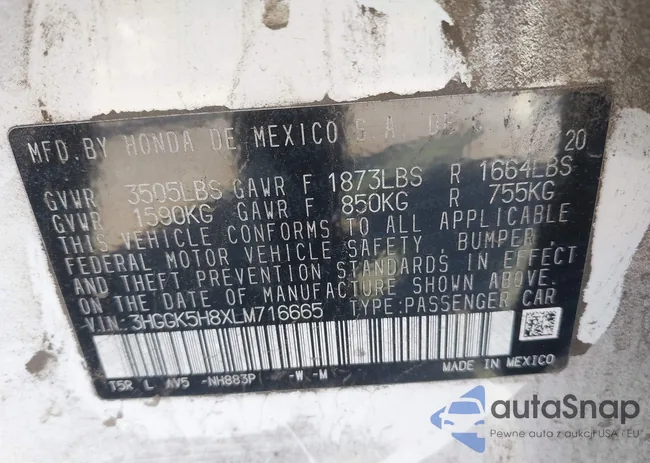 MFD.BY HONDA DE MEXICO S.A. DE 20
GVWR 3505LBS GAWR F 1873LBS R 1664LBS
GVWR 1590KG GAWR F 850KG R 755KG
THIS VEHICLE CONFORMS TO ALL APPLICABLE
FEDERAL MOTOR VEHICLE SAFETY, BUMPER,
AND THEFT PREVENTION STANDARDS IN EFFECT
ON THE DATE OF MANUFACTURE SHOWN ABOVE.
VIN: 3HGGK5H8XLM716665 TYPE:PASSENGER CAR
T5R L AV5 -NH883P -W -M MADE IN MEXICO
autoSnap
Pewne auta z aukcji USA i EU